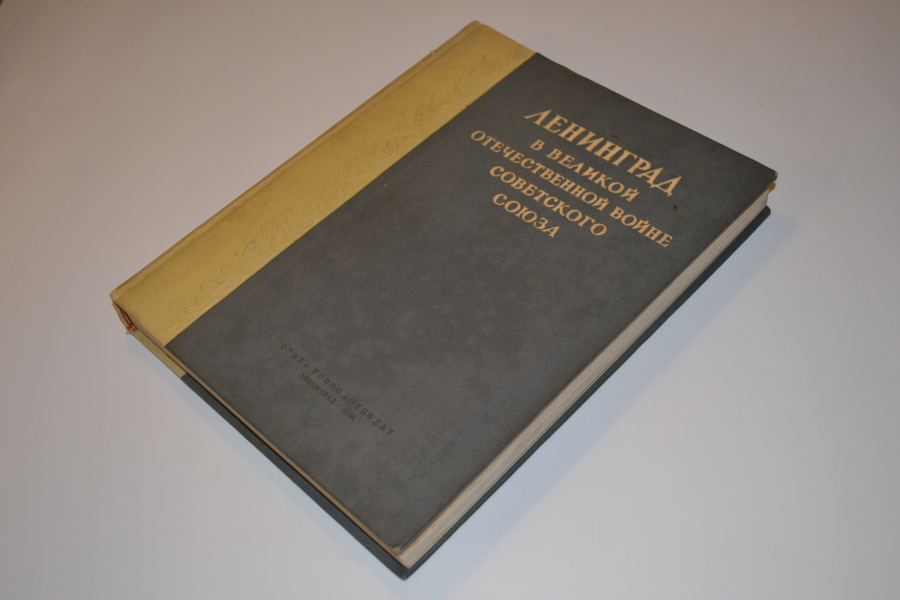 ЛЕНИНГРАД
В ВЕЛИКОЙ
ОТЕЧЕСТВЕННОЙ ВОЙНЕ
СОВЕТСКОГО
СОЮЗА